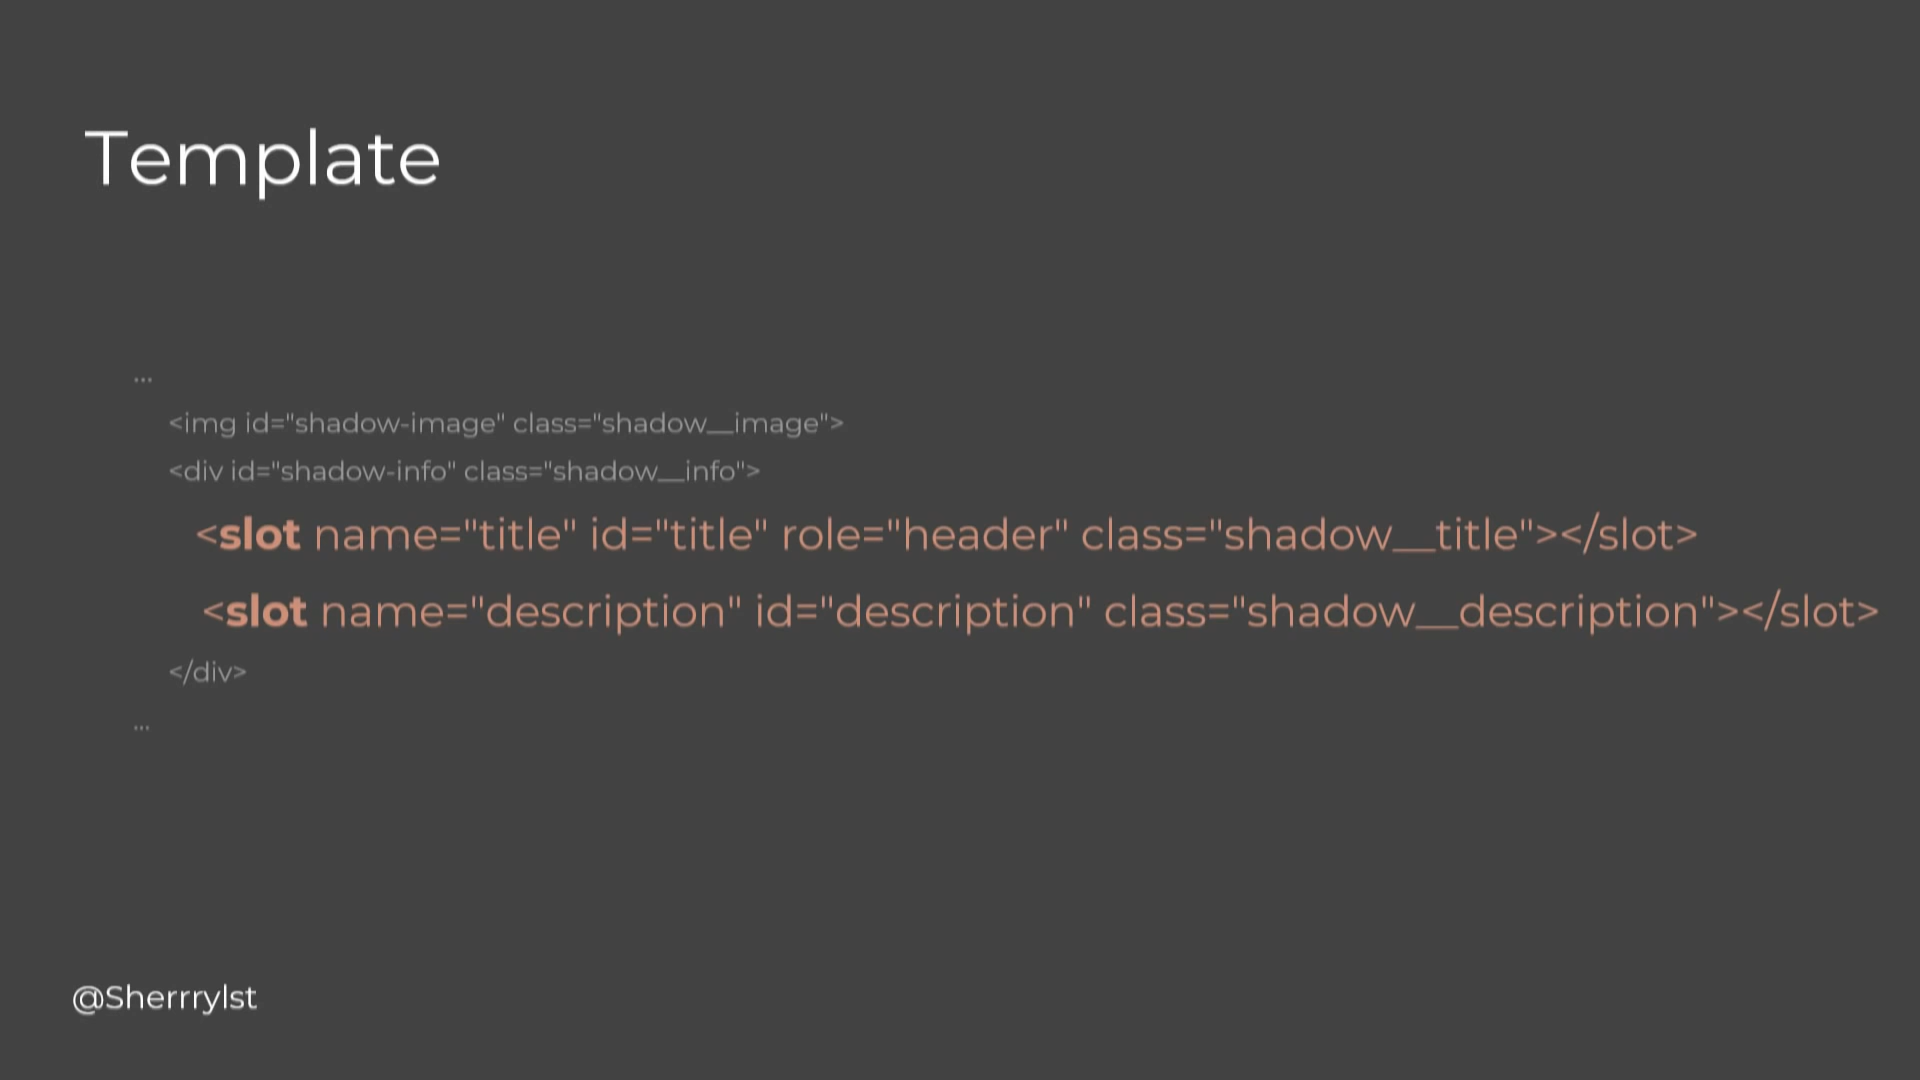 Template
...
<img id="shadow-image" class="shadow__image">
<div id="shadow-info" class="shadow__info">
<slot name="title" id="title" role="header" class="shadow__title"></slot>
<slot name="description" id="description" class="shadow__description"></slot>
</div>
...
@Sherrrylst